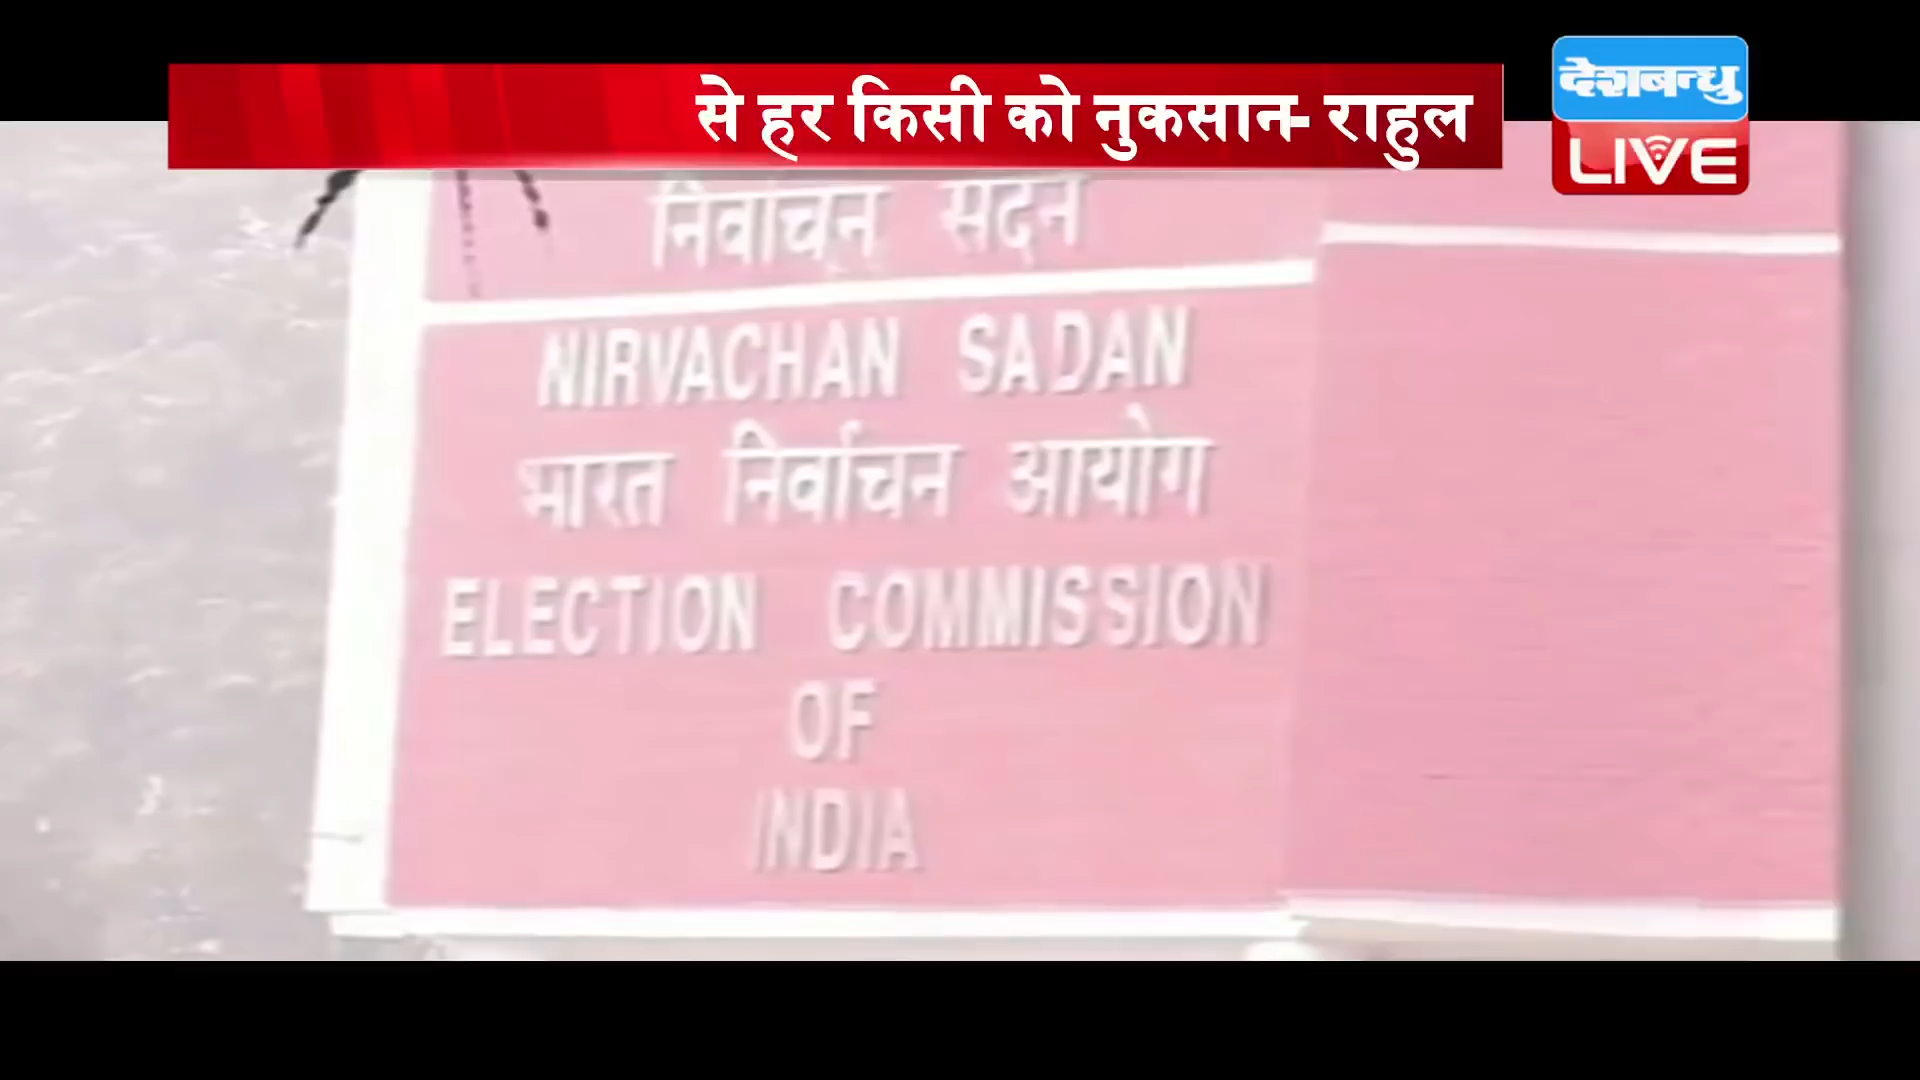 से हर किसी को नुकसान- राहुल
देशबन्धु
LIVE
निर्वाचन सदन
NIRVACHAN SADAN
भारत निर्वाचन आयोग
ELECTION COMMISSION
OF
INDIA